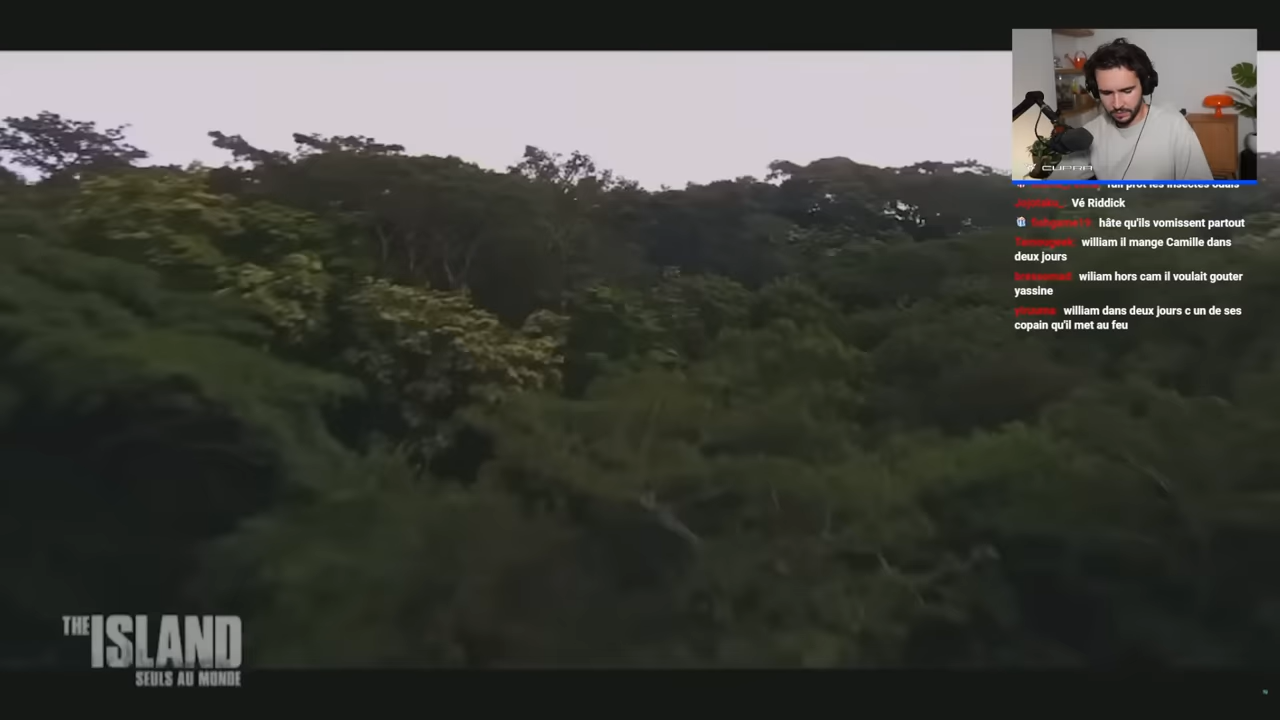 CUPRA
Vé Riddick
hâte qu'ils vomissent partout
william il mange Camille dans
deux jours
wiliam hors cam il voulait gouter
yassine
william dans deux jours c un de ses
copain qu'il met au feu
THE ISLAND
SEULS AU MONDE